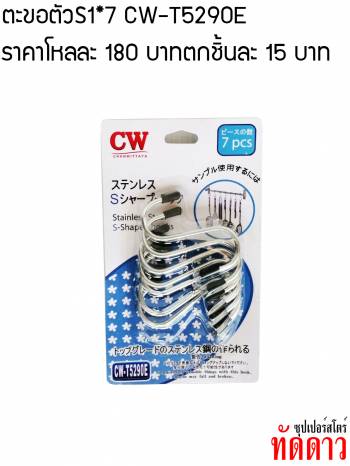 ตะขอตัวS1*7 CW-T5290E
ราคาโหลละ 180 บาทตกชิ้นละ 15 บาท
CW
CHANWITTAYA
ピースの数
7 pcs
サンプル使用するには
ステンレス
Sシャープ
Stainless
S-Shape
トップグレードのステンレス鋼の作られる
CW-T5290E
ซุปเปอร์สโตร์
ทัดดาว